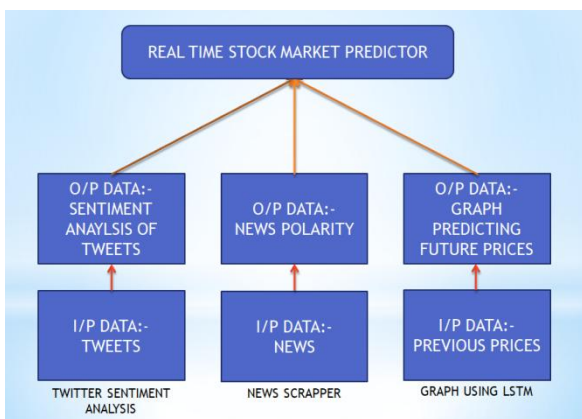 REAL TIME STOCK MARKET PREDICTOR
O/P DATA:-
SENTIMENT
ANAYLSIS OF
TWEETS
O/P DATA:-
NEWS POLARITY
O/P DATA:-
GRAPH
PREDICTING
FUTURE PRICES
I/P DATA:-
TWEETS
I/P DATA:-
NEWS
I/P DATA:-
PREVIOUS PRICES
TWITTER SENTIMENT
ANALYSIS
NEWS SCRAPPER
GRAPH USING LSTM